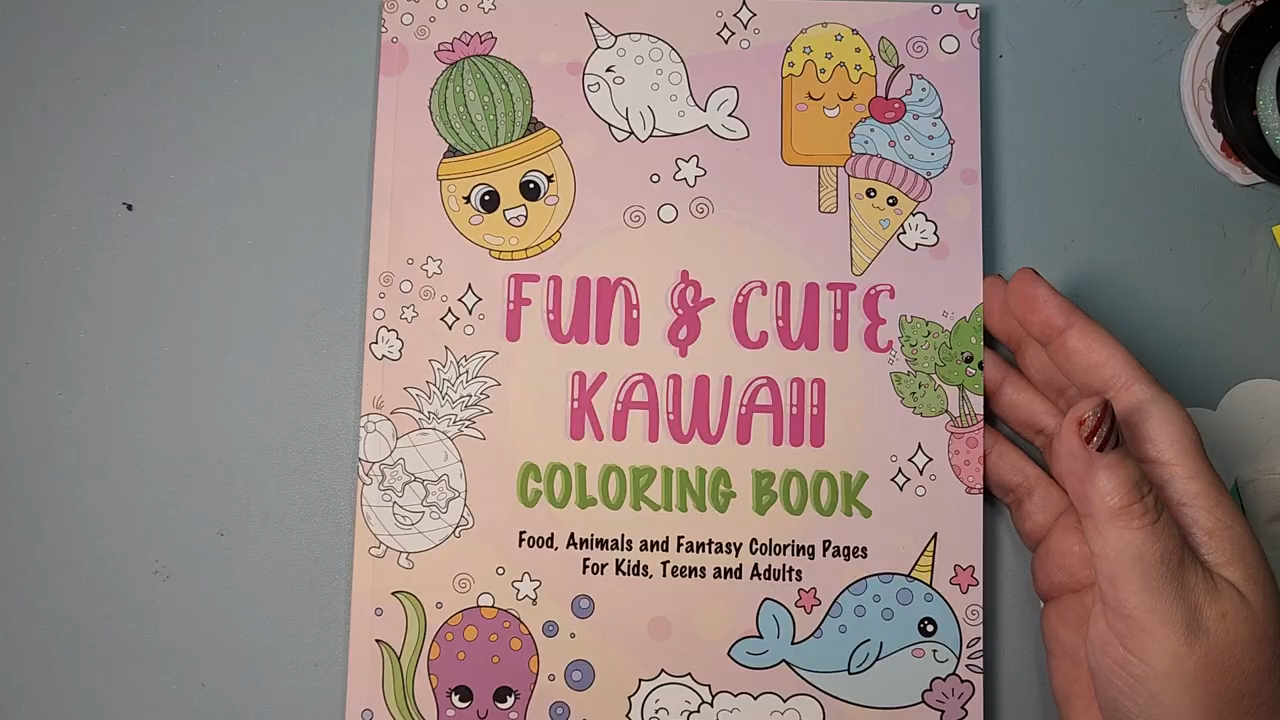 FUN & CUTE
KAWAII
COLORING BOOK
Food, Animals and Fantasy Coloring Pages
For Kids, Teens and Adults